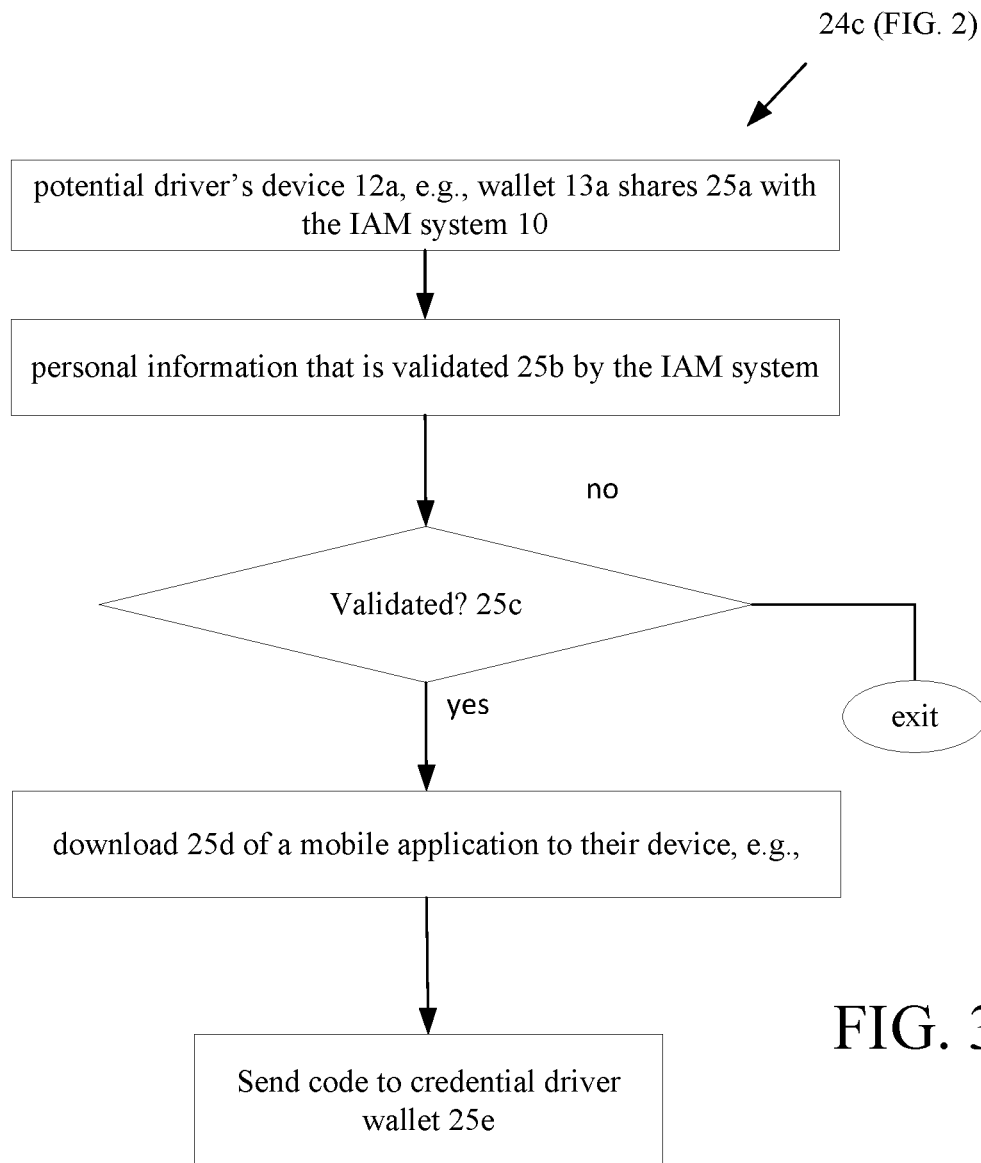 24c (FIG. 2)
potential driver's device 12a, e.g., wallet 13a shares 25a with
the IAM system 10
personal information that is validated 25b by the IAM system
no
Validated? 25c
yes
exit
download 25d of a mobile application to their device, e.g.,
FIG. 3
Send code to credential driver
wallet 25e